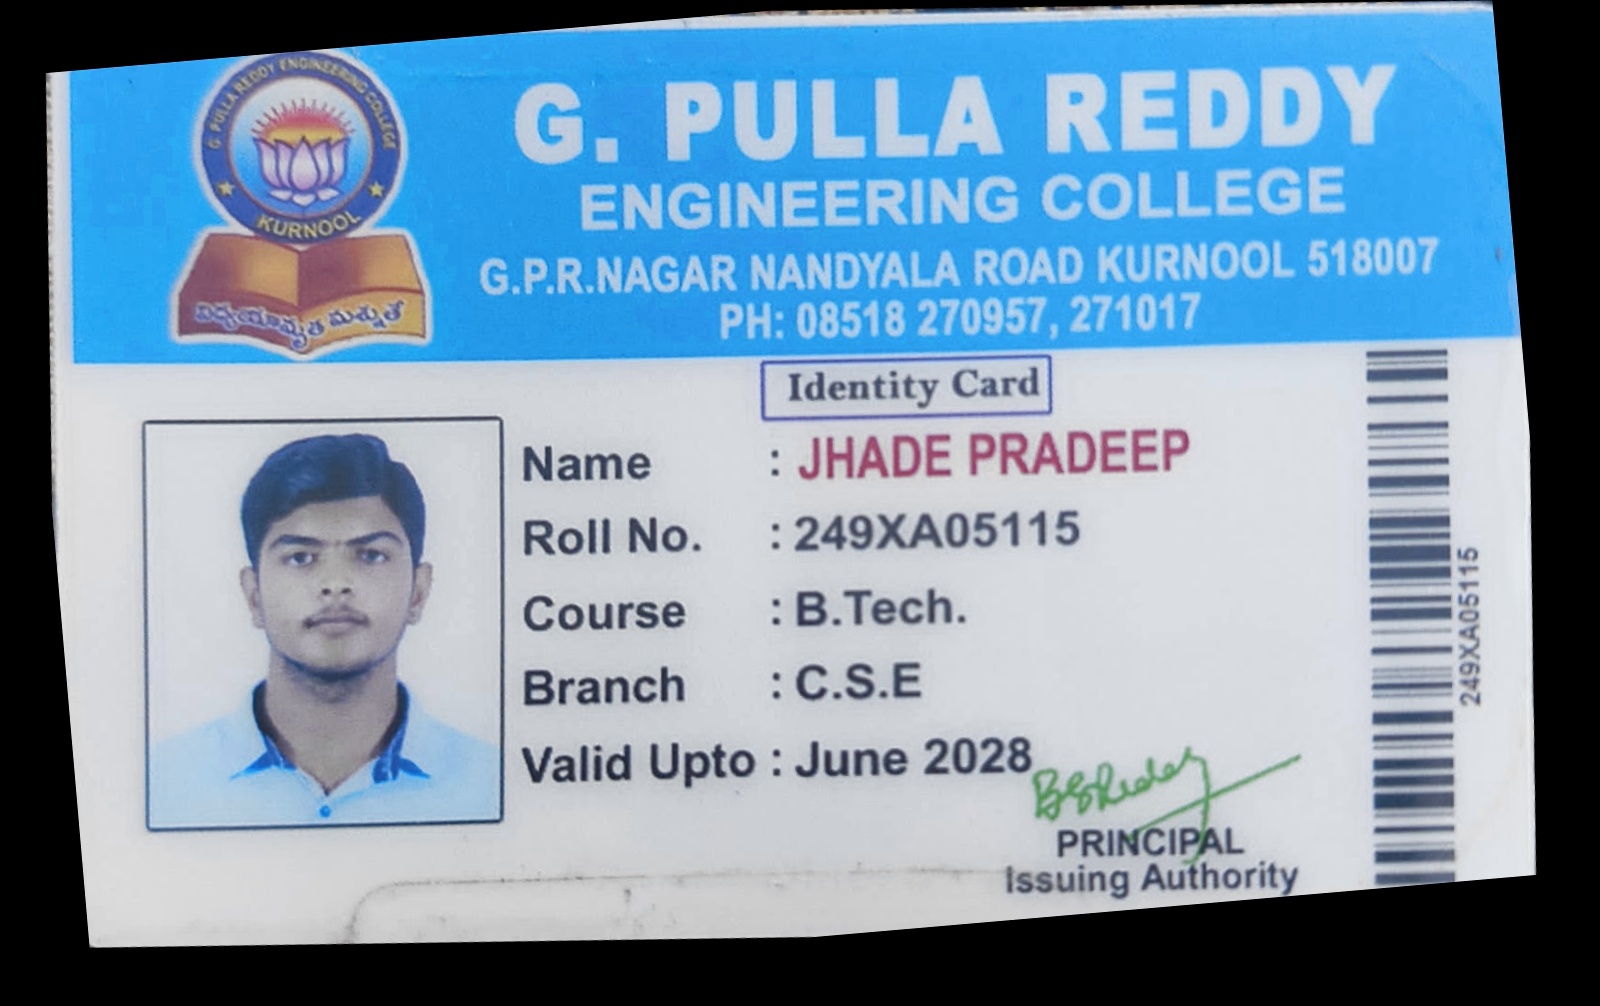 G. PULLA REDDY ENGINEERING COLLEGE
KURNOOL
విద్యయామృత మశ్నుతే
G. PULLA REDDY
ENGINEERING COLLEGE
G.P.R.NAGAR NANDYALA ROAD KURNOOL 518007
PH: 08518 270957, 271017
Identity Card
Name : JHADE PRADEEP
Roll No. : 249XA05115
Course : B.Tech.
Branch : C.S.E
Valid Upto : June 2028
BSReddy
PRINCIPAL
Issuing Authority
249XA05115